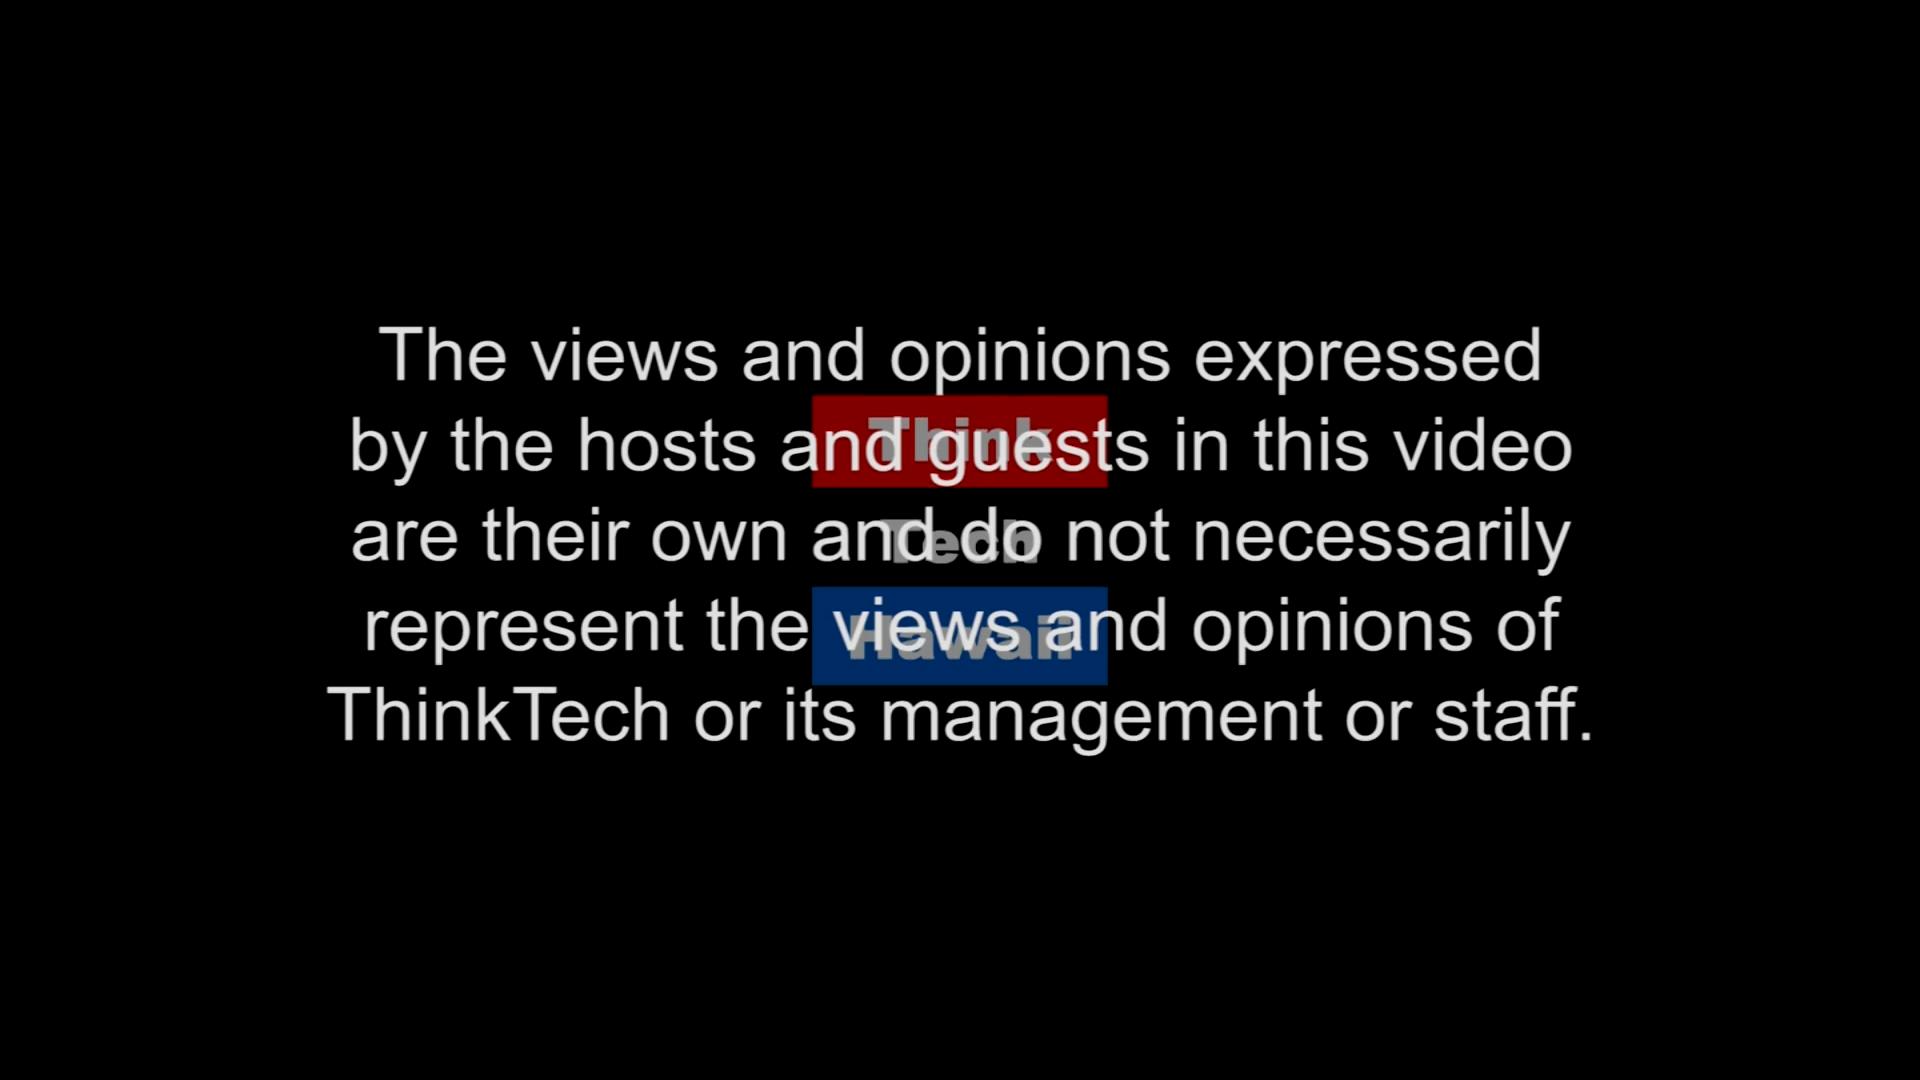 The views and opinions expressed
by the hosts and guests in this video
are their own and do not necessarily
represent the views and opinions of
ThinkTech or its management or staff.
Think
Tech
Hawaii